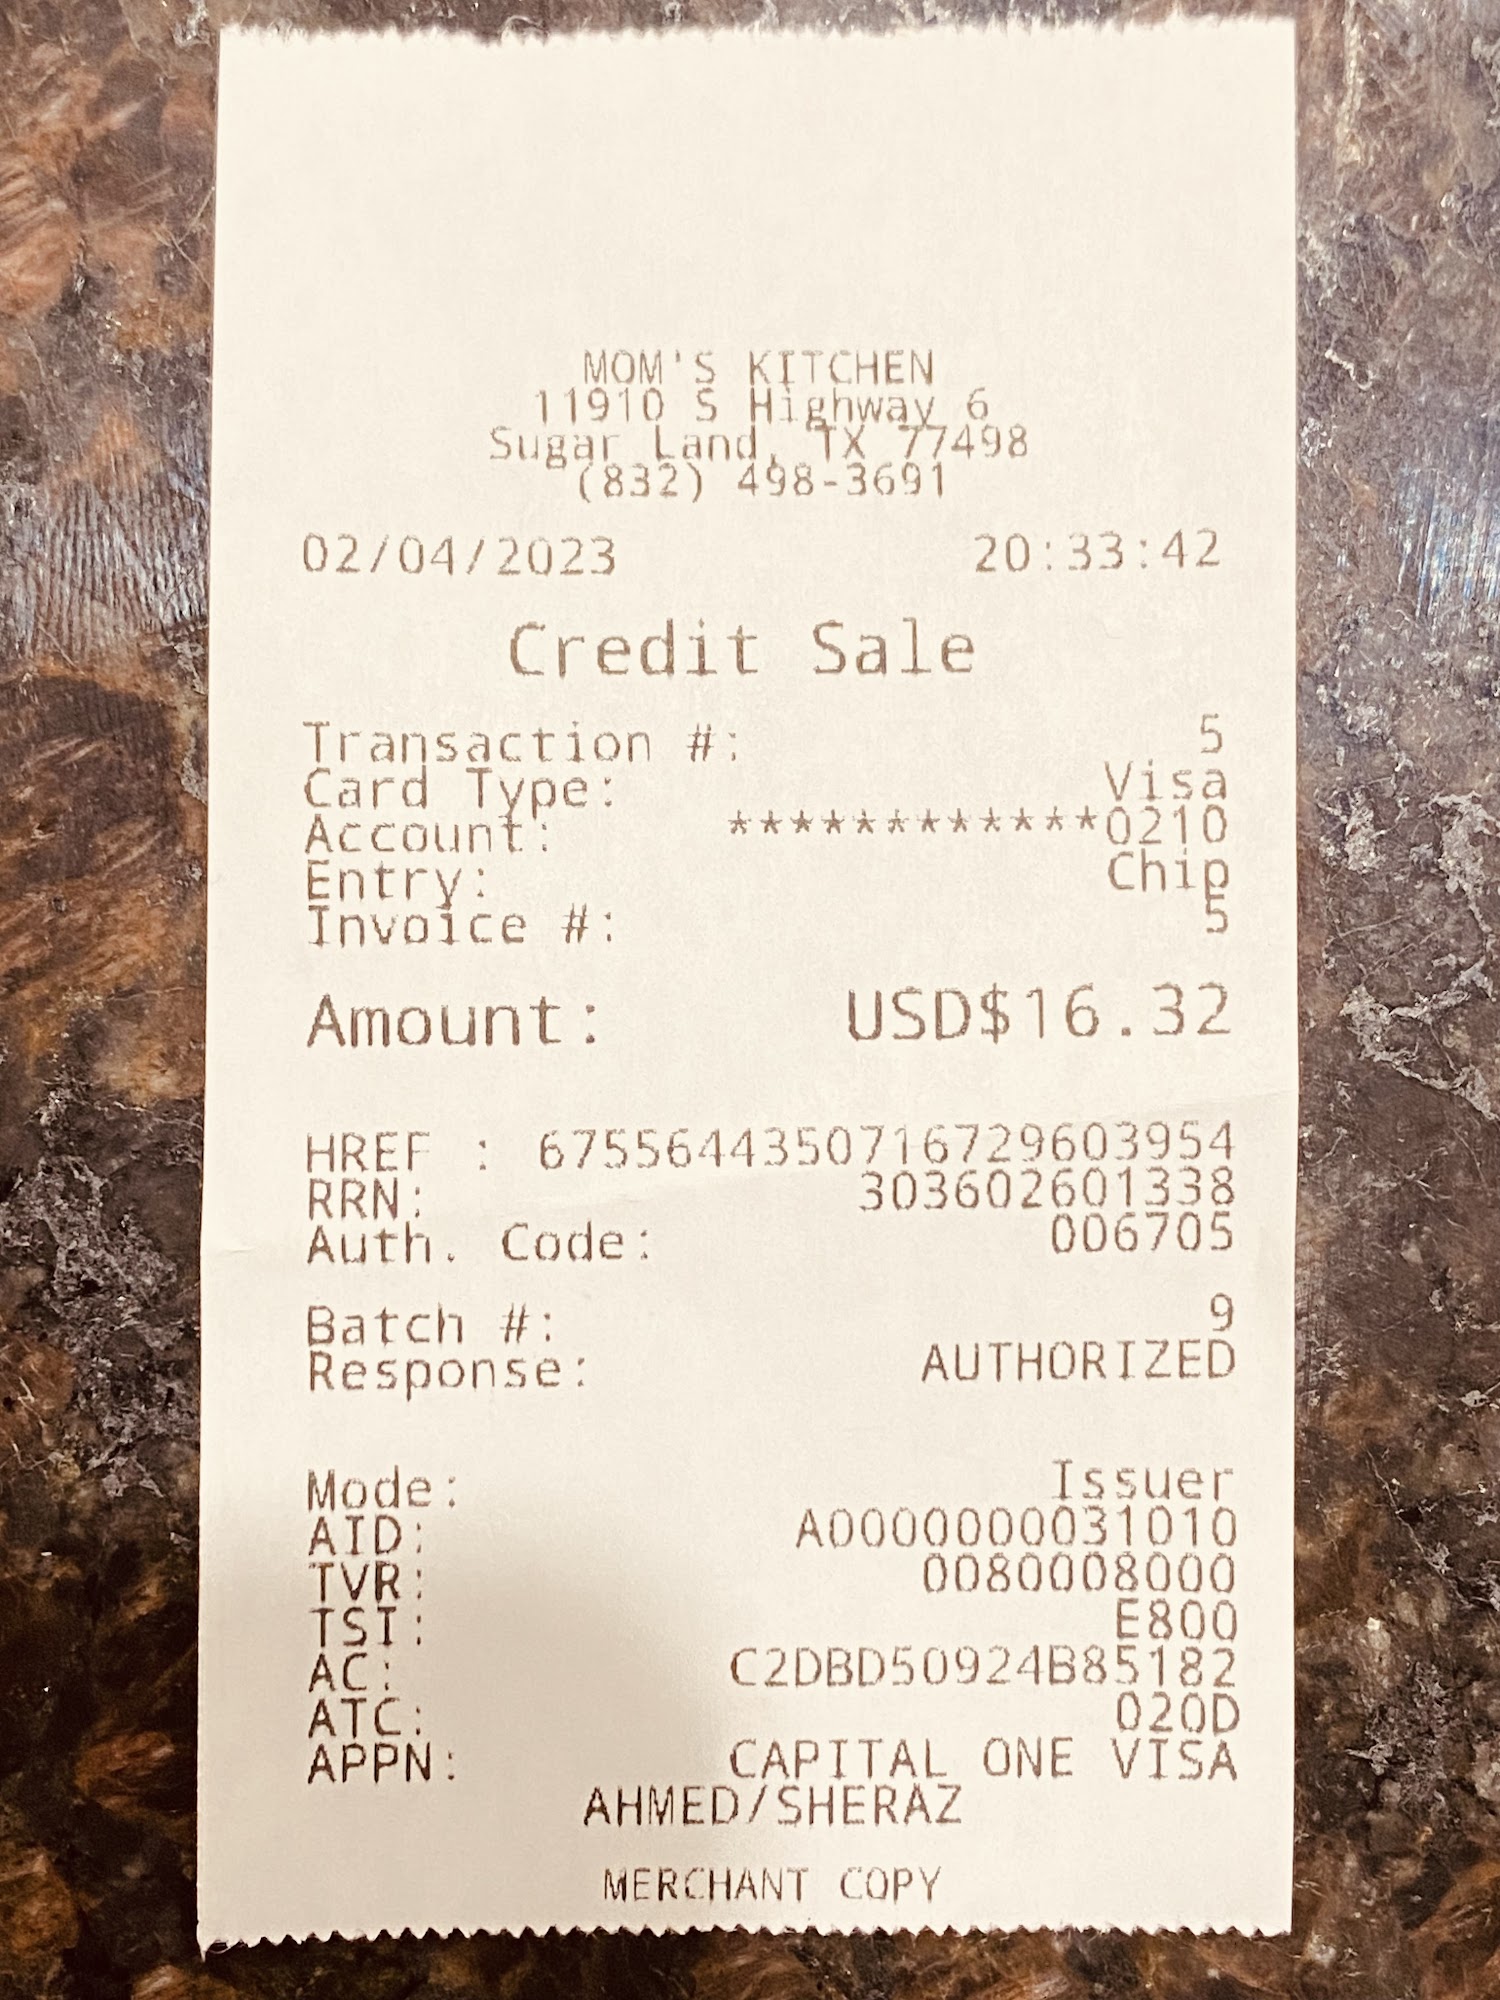 MOM'S KITCHEN
11910 S Highway 6
Sugar Land, TX 77498
(832) 498-3691
02/04/2023 20:33:42
Credit Sale
Transaction #: 5
Card Type: Visa
Account: ************0210
Entry: Chip
Invoice #: 5
Amount: USD$16.32
HREF : 6755644350716729603954
RRN: 303602601338
Auth. Code: 006705
Batch #: 9
Response: AUTHORIZED
Mode: Issuer
AID: A0000000031010
TVR: 0080008000
TST: E800
AC: C2DBD50924B85182
ATC: 020D
APPN: CAPITAL ONE VISA
AHMED/SHERAZ
MERCHANT COPY